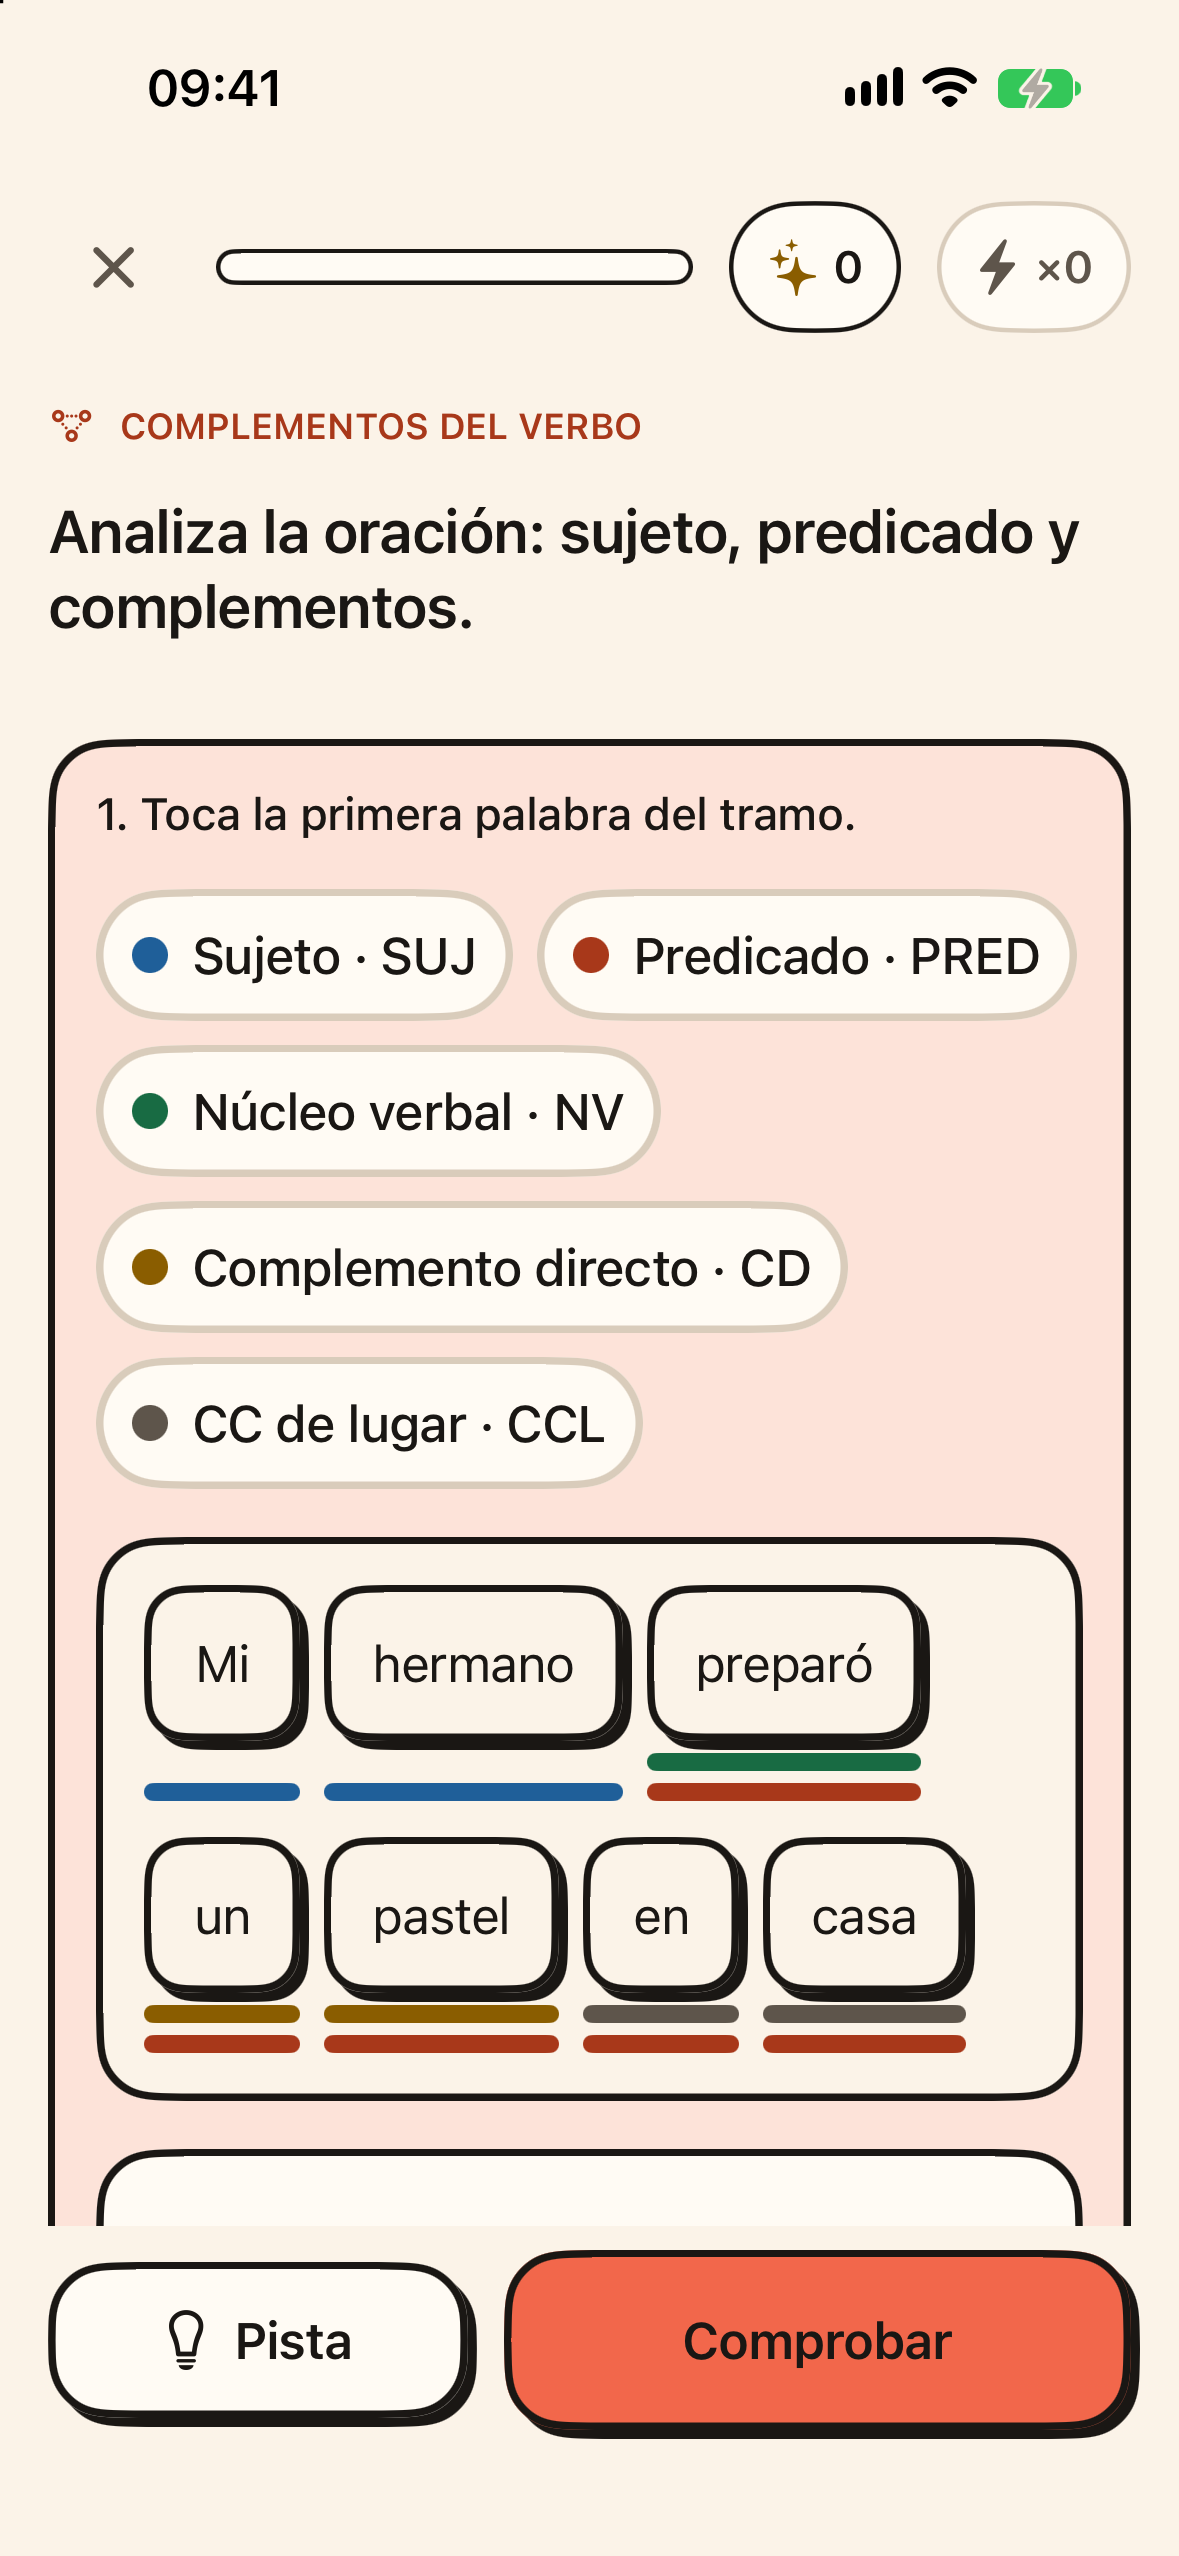 09:41
0
×0
COMPLEMENTOS DEL VERBO
Analiza la oración: sujeto, predicado y
complementos.
1. Toca la primera palabra del tramo.
Sujeto · SUJ
Predicado · PRED
Núcleo verbal · NV
Complemento directo · CD
CC de lugar · CCL
Mi hermano preparó
un pastel en casa
Pista
Comprobar